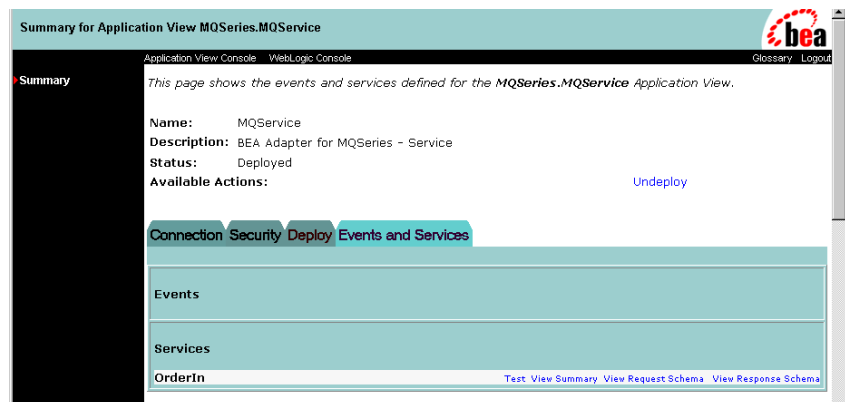 Summary for Application View MQSeries.MQService
bea
Application View Console WebLogic Console Glossary Logout
Summary
This page shows the events and services defined for the MQSeries.MQService Application View.
Name: MQService
Description: BEA Adapter for MQSeries - Service
Status: Deployed
Available Actions: Undeploy
Connection Security Deploy Events and Services
Events
Services
OrderIn Test View Summary View Request Schema View Response Schema